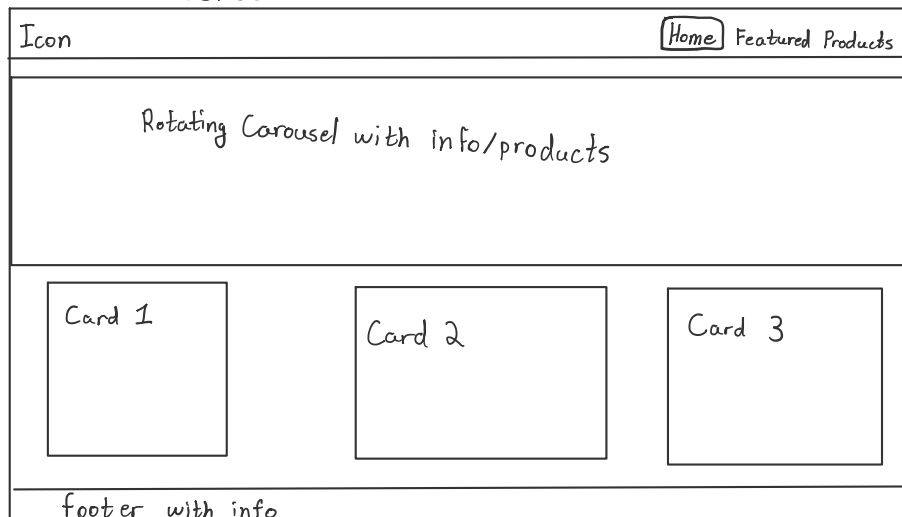 Icon
Home Featured Products
Rotating Carousel with info/products
Card 1
Card 2
Card 3
footer with info